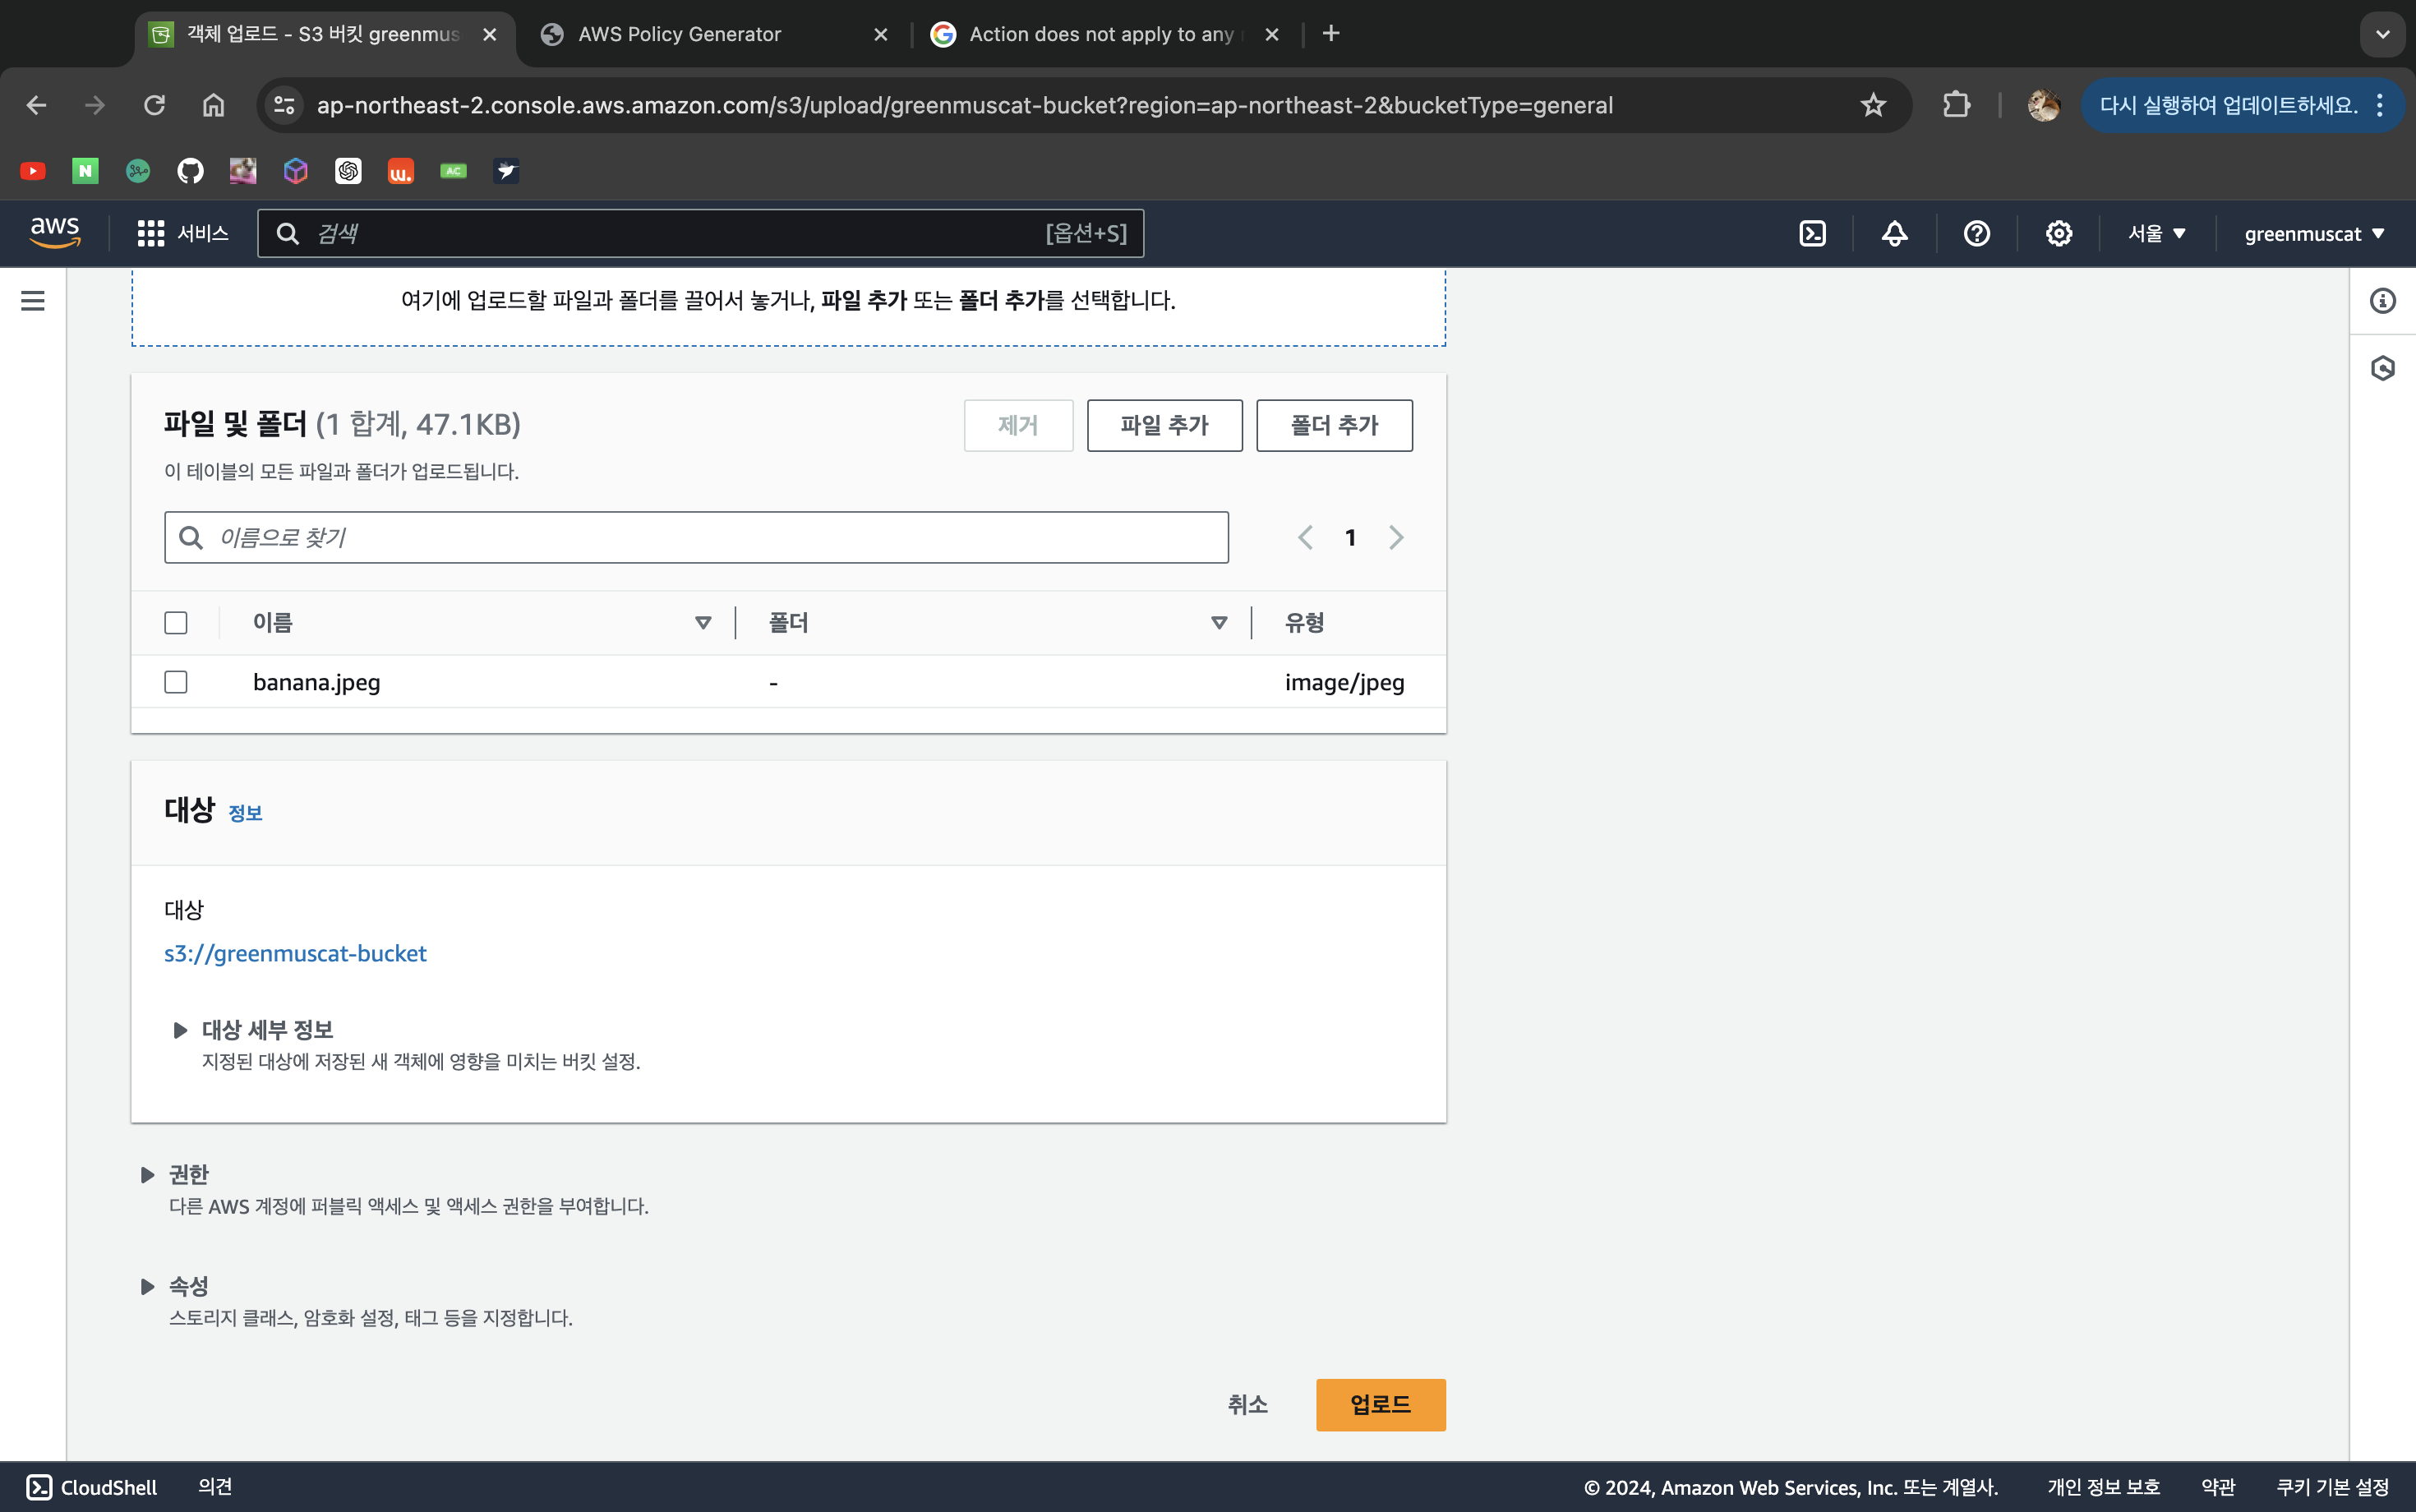 객체 업로드 - S3 버킷 greenmus
AWS Policy Generator
Action does not apply to any
ap-northeast-2.console.aws.amazon.com/s3/upload/greenmuscat-bucket?region=ap-northeast-2&bucketType=general
다시 실행하여 업데이트하세요.
N
w.
AC
aws
서비스
검색
[옵션+S]
서울
greenmuscat
여기에 업로드할 파일과 폴더를 끌어서 놓거나, 파일 추가 또는 폴더 추가를 선택합니다.
파일 및 폴더 (1 합계, 47.1KB)
제거
파일 추가
폴더 추가
이 테이블의 모든 파일과 폴더가 업로드됩니다.
이름으로 찾기
1
이름
폴더
유형
banana.jpeg
-
image/jpeg
대상 정보
대상
s3://greenmuscat-bucket
대상 세부 정보
지정된 대상에 저장된 새 객체에 영향을 미치는 버킷 설정.
권한
다른 AWS 계정에 퍼블릭 액세스 및 액세스 권한을 부여합니다.
속성
스토리지 클래스, 암호화 설정, 태그 등을 지정합니다.
취소
업로드
CloudShell
의견
© 2024, Amazon Web Services, Inc. 또는 계열사.
개인 정보 보호
약관
쿠키 기본 설정